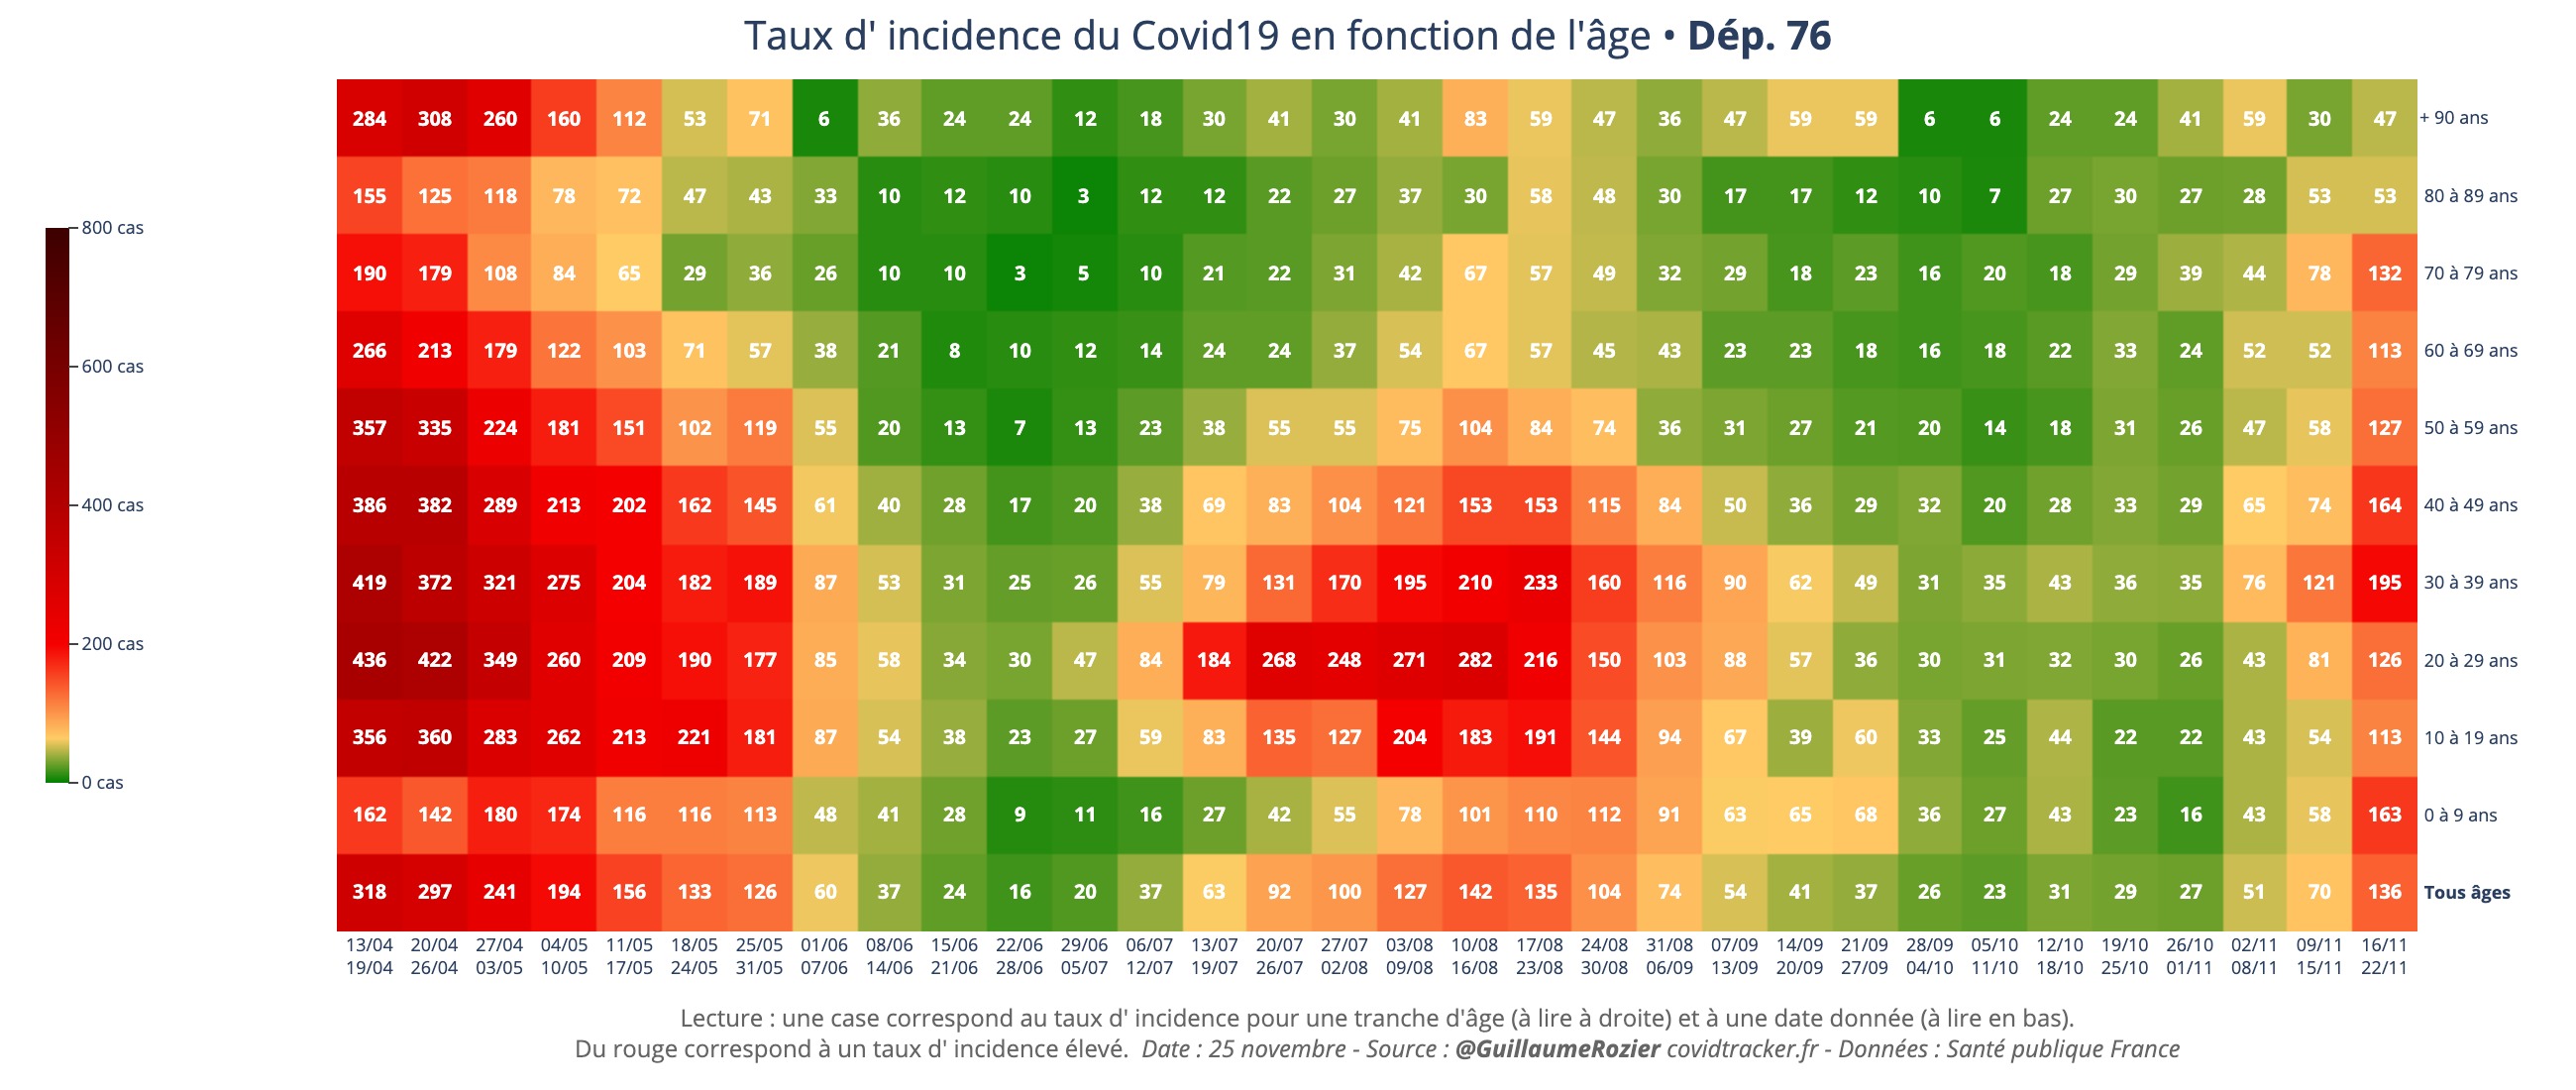 Taux d' incidence du Covid19 en fonction de l'âge • Dép. 76
800 cas
600 cas
400 cas
200 cas
0 cas
284 308 260 160 112 53 71 6 36 24 24 12 18 30 41 30 41 83 59 47 36 47 59 59 6 6 24 24 41 59 30 47 + 90 ans
155 125 118 78 72 47 43 33 10 12 10 3 12 12 22 27 37 30 58 48 30 17 17 12 10 7 27 30 27 28 53 53 80 à 89 ans
190 179 108 84 65 29 36 26 10 10 3 5 10 21 22 31 42 67 57 49 32 29 18 23 16 20 18 29 39 44 78 132 70 à 79 ans
266 213 179 122 103 71 57 38 21 8 10 12 14 24 24 37 54 67 57 45 43 23 23 18 16 18 22 33 24 52 52 113 60 à 69 ans
357 335 224 181 151 102 119 55 20 13 7 13 23 38 55 55 75 104 84 74 36 31 27 21 20 14 18 31 26 47 58 127 50 à 59 ans
386 382 289 213 202 162 145 61 40 28 17 20 38 69 83 104 121 153 153 115 84 50 36 29 32 20 28 33 29 65 74 164 40 à 49 ans
419 372 321 275 204 182 189 87 53 31 25 26 55 79 131 170 195 210 233 160 116 90 62 49 31 35 43 36 35 76 121 195 30 à 39 ans
436 422 349 260 209 190 177 85 58 34 30 47 84 184 268 248 271 282 216 150 103 88 57 36 30 31 32 30 26 43 81 126 20 à 29 ans
356 360 283 262 213 221 181 87 54 38 23 27 59 83 135 127 204 183 191 144 94 67 39 60 33 25 44 22 22 43 54 113 10 à 19 ans
162 142 180 174 116 116 113 48 41 28 9 11 16 27 42 55 78 101 110 112 91 63 65 68 36 27 43 23 16 43 58 163 0 à 9 ans
318 297 241 194 156 133 126 60 37 24 16 20 37 63 92 100 127 142 135 104 74 54 41 37 26 23 31 29 27 51 70 136 Tous âges
13/04 20/04 27/04 04/05 11/05 18/05 25/05 01/06 08/06 15/06 22/06 29/06 06/07 13/07 20/07 27/07 03/08 10/08 17/08 24/08 31/08 07/09 14/09 21/09 28/09 05/10 12/10 19/10 26/10 02/11 09/11 16/11
19/04 26/04 03/05 10/05 17/05 24/05 31/05 07/06 14/06 21/06 28/06 05/07 12/07 19/07 26/07 02/08 09/08 16/08 23/08 30/08 06/09 13/09 20/09 27/09 04/10 11/10 18/10 25/10 01/11 08/11 15/11 22/11
Lecture : une case correspond au taux d' incidence pour une tranche d'âge (à lire à droite) et à une date donnée (à lire en bas).
Du rouge correspond à un taux d' incidence élevé. Date : 25 novembre - Source : @GuillaumeRozier covidtracker.fr - Données : Santé publique France